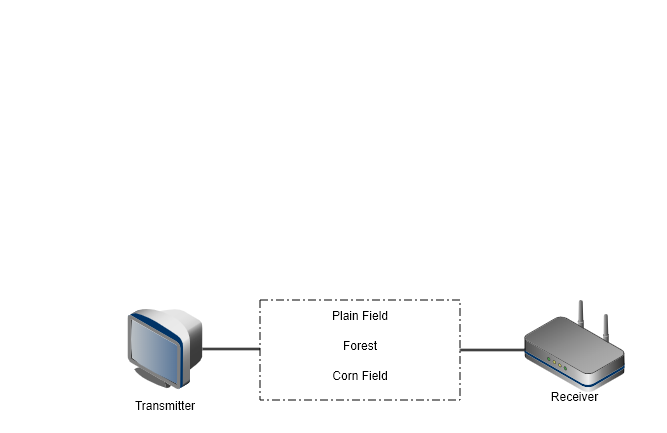 Plain Field
Forest
Corn Field
Transmitter
Receiver